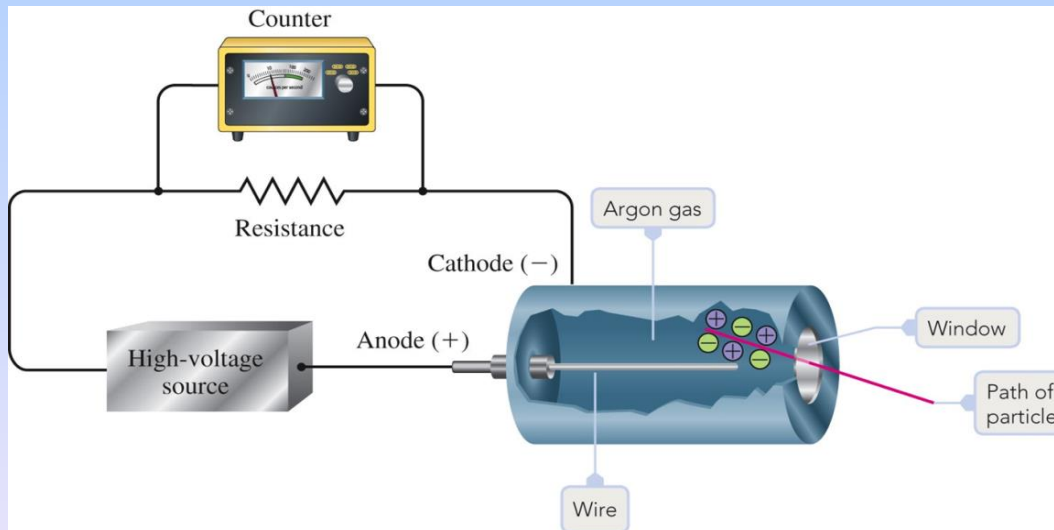 Counter
Resistance
Argon gas
Cathode (−)
Window
Anode (+)
High-voltage
source
Path of
particle
Wire
+ − +
− + −